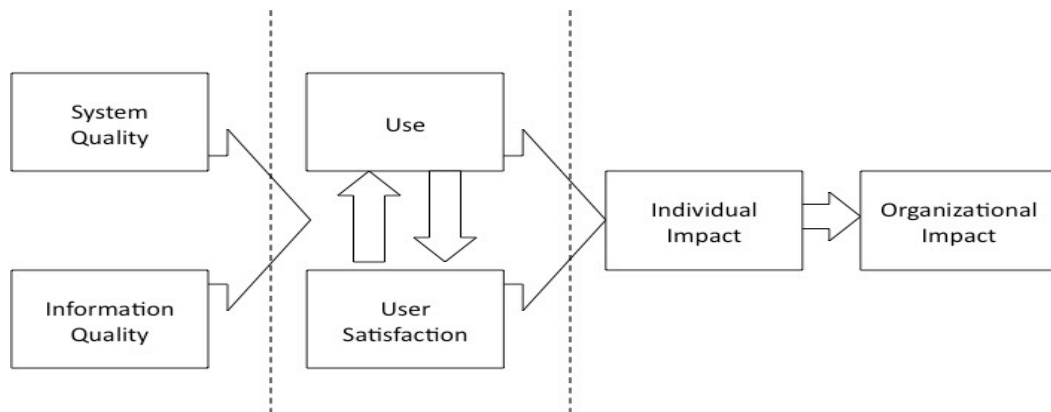 System
Quality
Information
Quality
Use
User
Satisfaction
Individual
Impact
Organizational
Impact